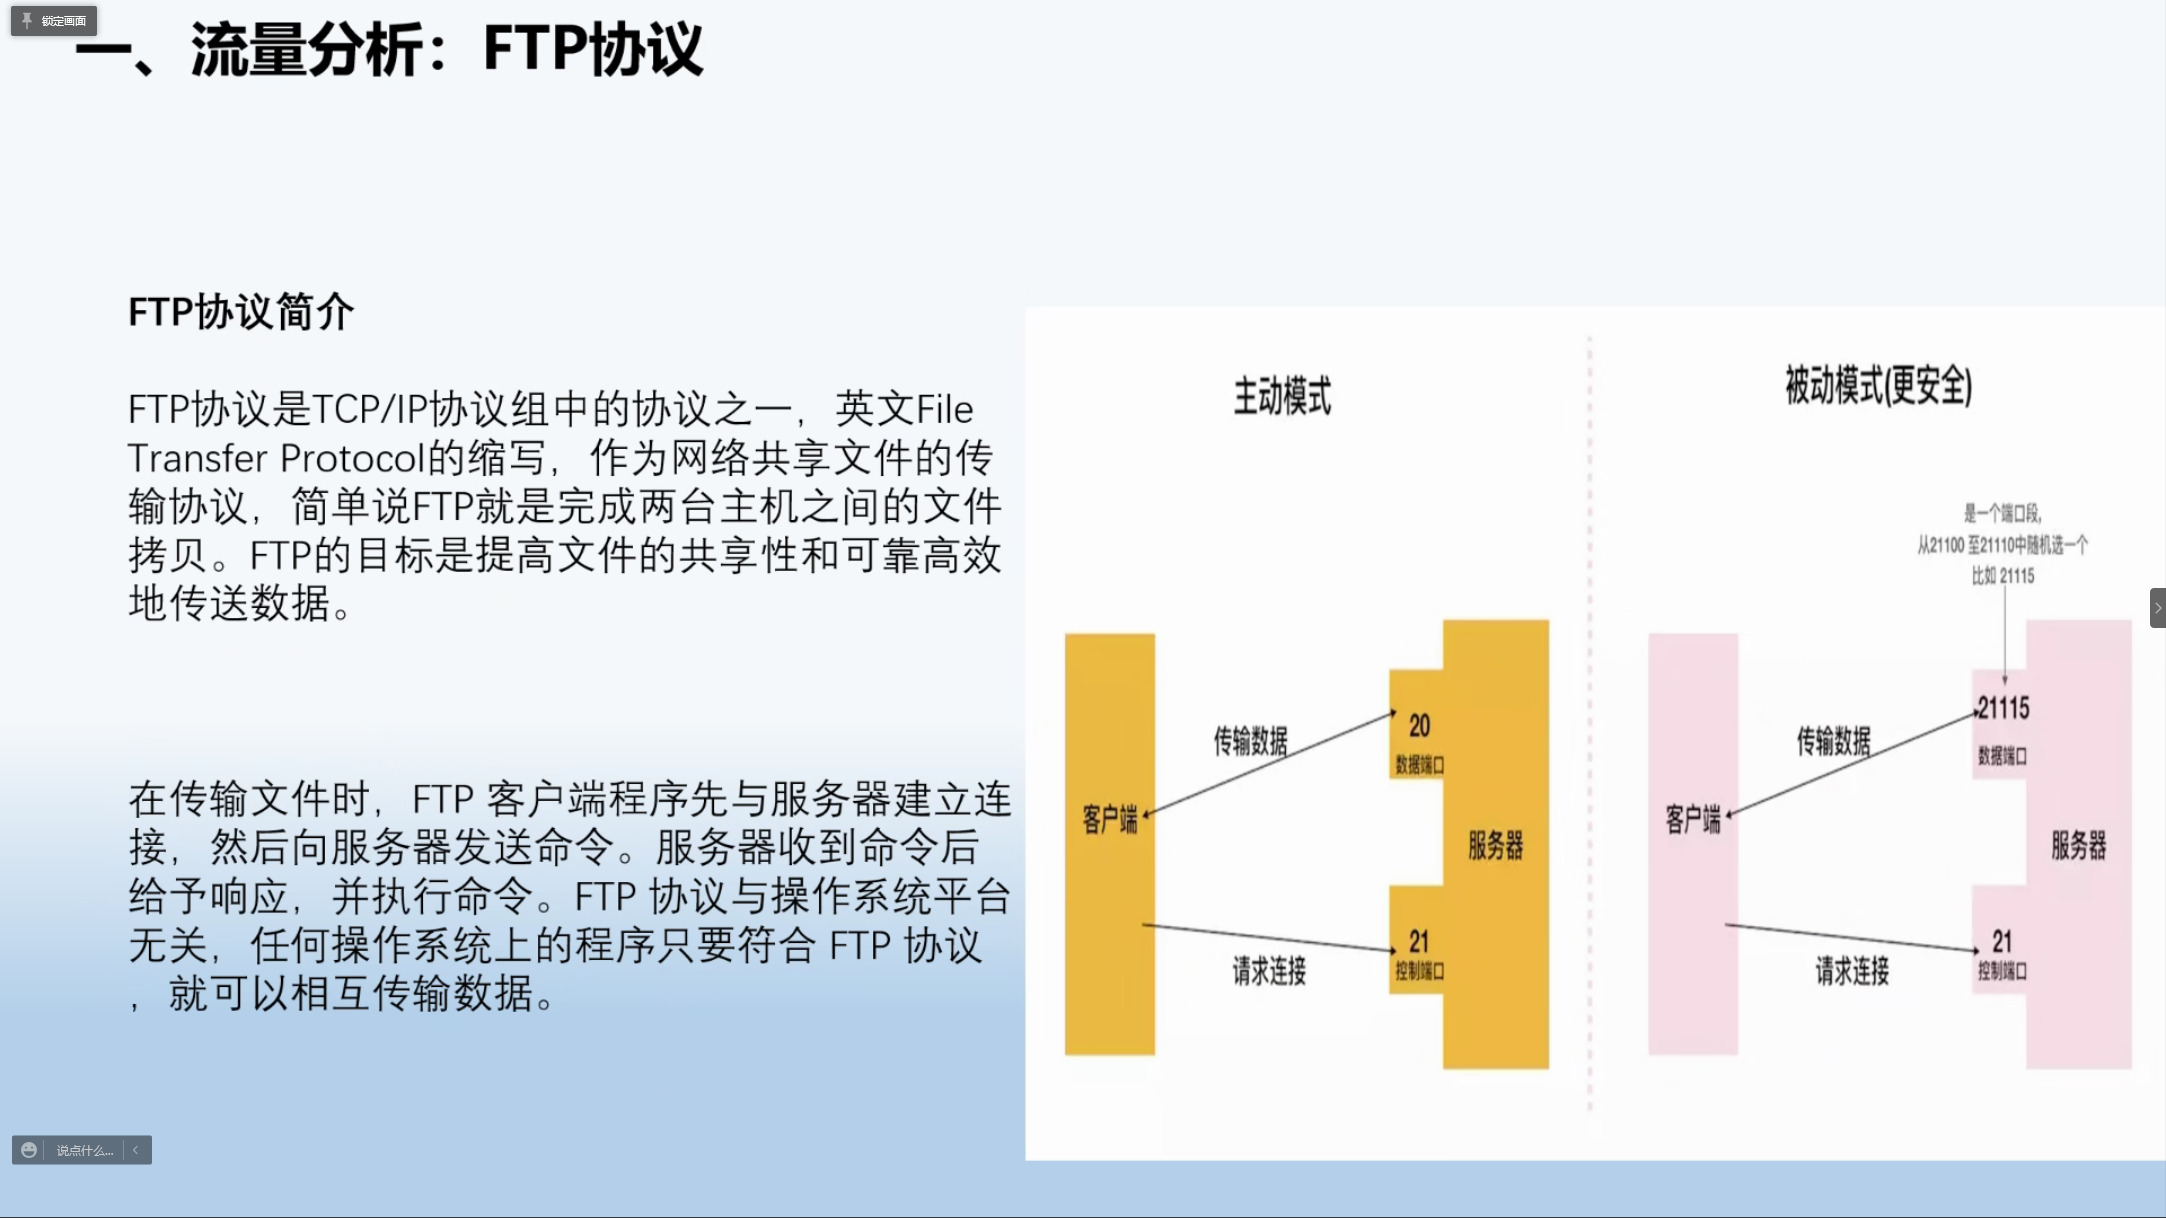 锁定画面
一、流量分析：FTP协议
FTP协议简介
FTP协议是TCP/IP协议组中的协议之一，英文File
Transfer Protocol的缩写，作为网络共享文件的传
输协议，简单说FTP就是完成两台主机之间的文件
拷贝。FTP的目标是提高文件的共享性和可靠高效
地传送数据。
在传输文件时，FTP 客户端程序先与服务器建立连
接，然后向服务器发送命令。服务器收到命令后
给予响应，并执行命令。FTP 协议与操作系统平台
无关，任何操作系统上的程序只要符合 FTP 协议
，就可以相互传输数据。
主动模式
传输数据
20
数据端口
客户端
服务器
21
控制端口
请求连接
被动模式(更安全)
是一个端口段,
从21100 至21110中随机选一个
比如 21115
21115
传输数据
数据端口
客户端
服务器
21
控制端口
请求连接
说点什么...